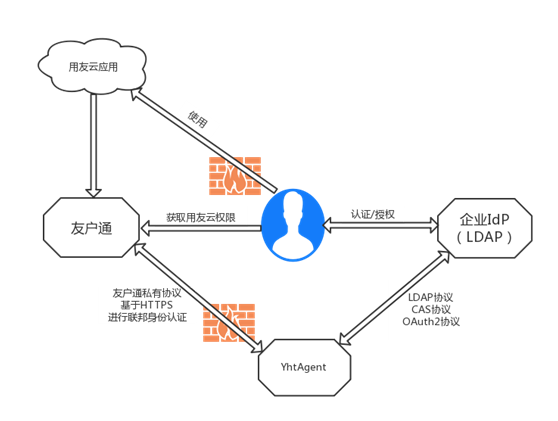 用友云应用
使用
友户通
获取用友云权限
认证/授权
企业IdP
（LDAP）
友户通私有协议
基于HTTPS
进行联邦身份认证
LDAP协议
CAS协议
OAuth2协议
YhtAgent